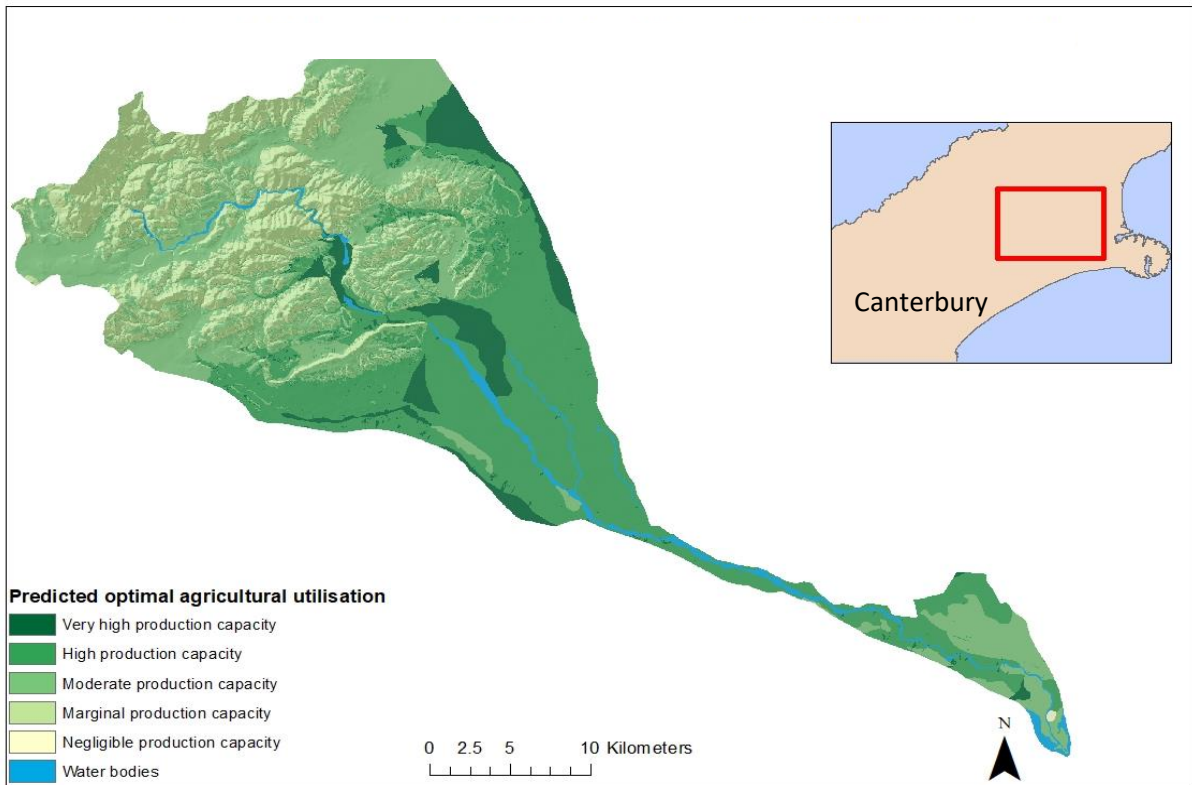 Canterbury
Predicted optimal agricultural utilisation
Very high production capacity
High production capacity
Moderate production capacity
Marginal production capacity
Negligible production capacity
Water bodies
0 2.5 5 10 Kilometers
N